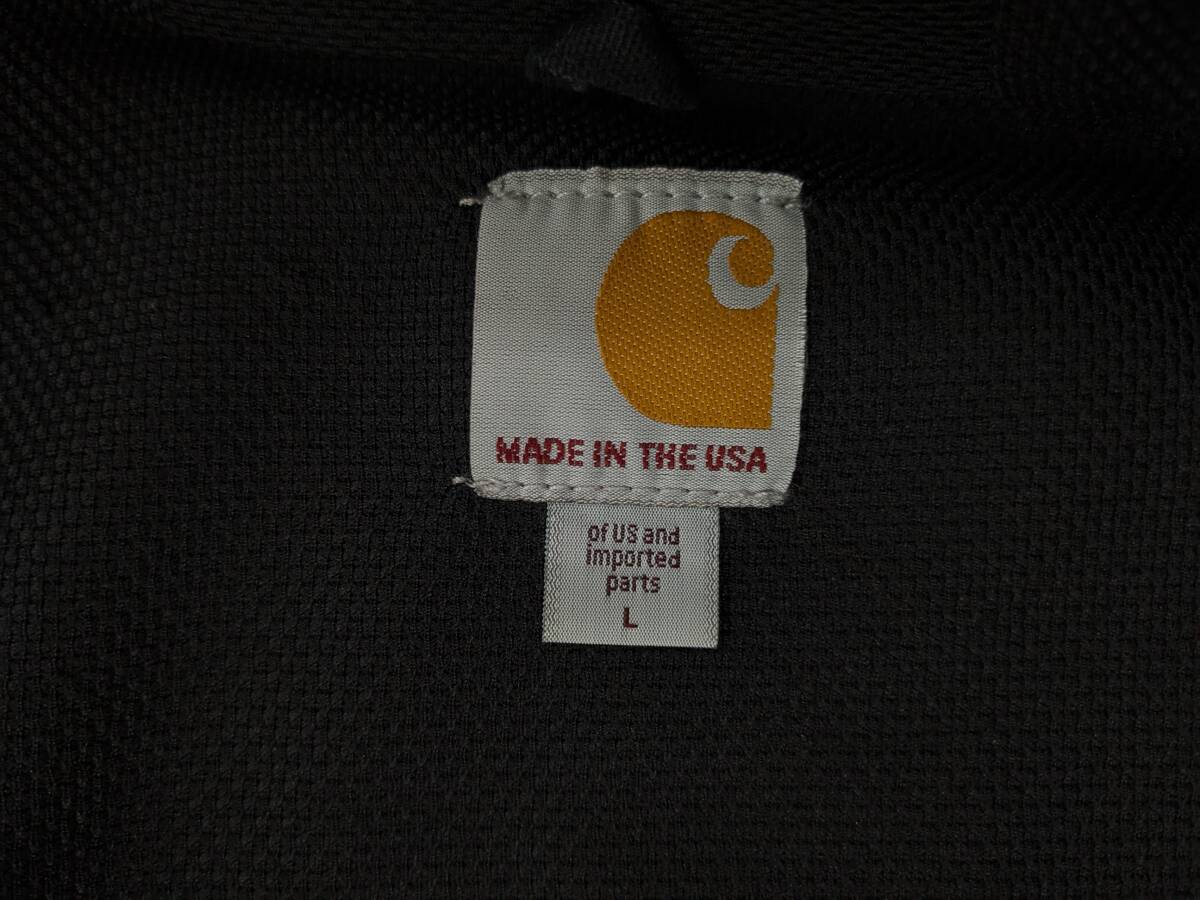 MADE IN THE USA
of US and
imported
parts
L